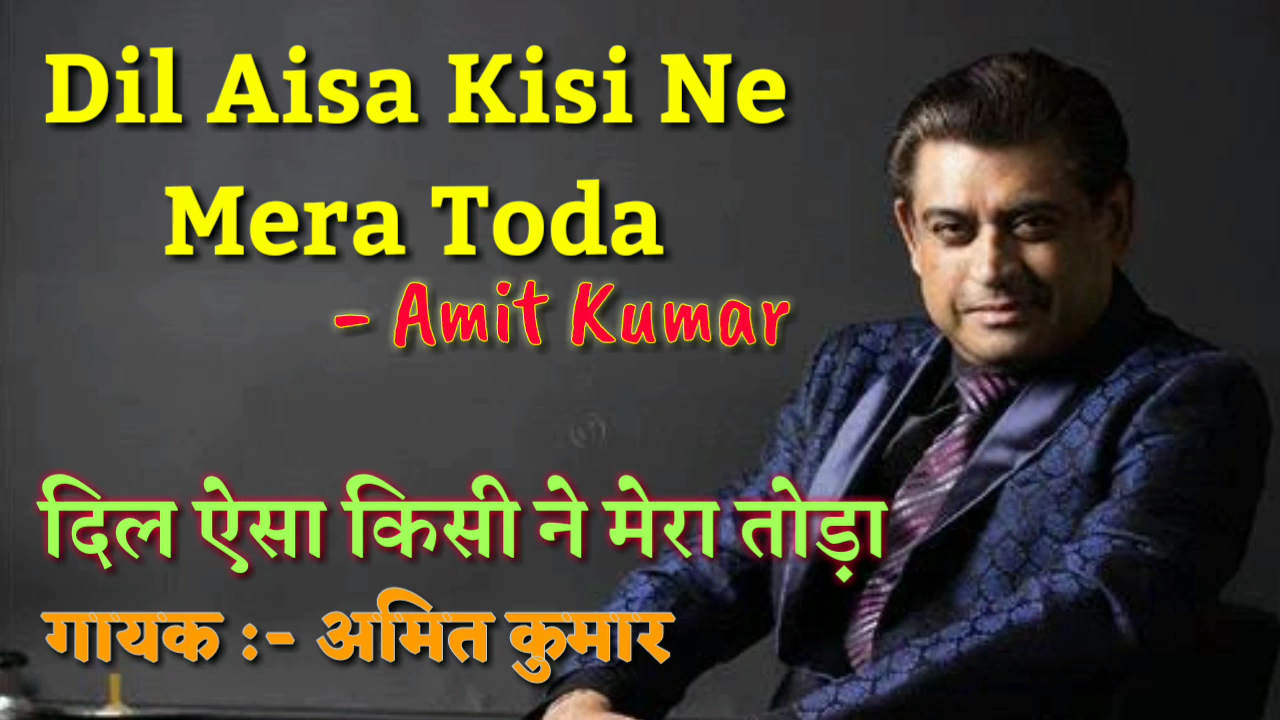 Dil Aisa Kisi Ne
Mera Toda
- Amit Kumar
दिल ऐसा किसी ने मेरा तोड़ा
गायक :- अमित कुमार